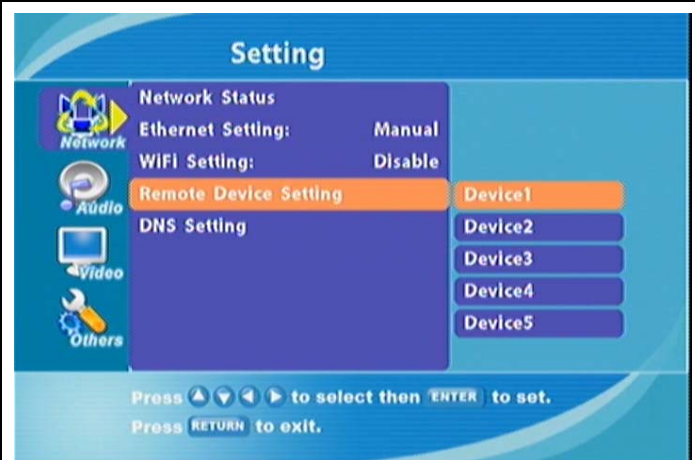 Setting
Network
Audio
Video
Others
Network Status
Ethernet Setting: Manual
WiFi Setting: Disable
Remote Device Setting
DNS Setting
Device1
Device2
Device3
Device4
Device5
Press to select then ENTER to set.
Press RETURN to exit.